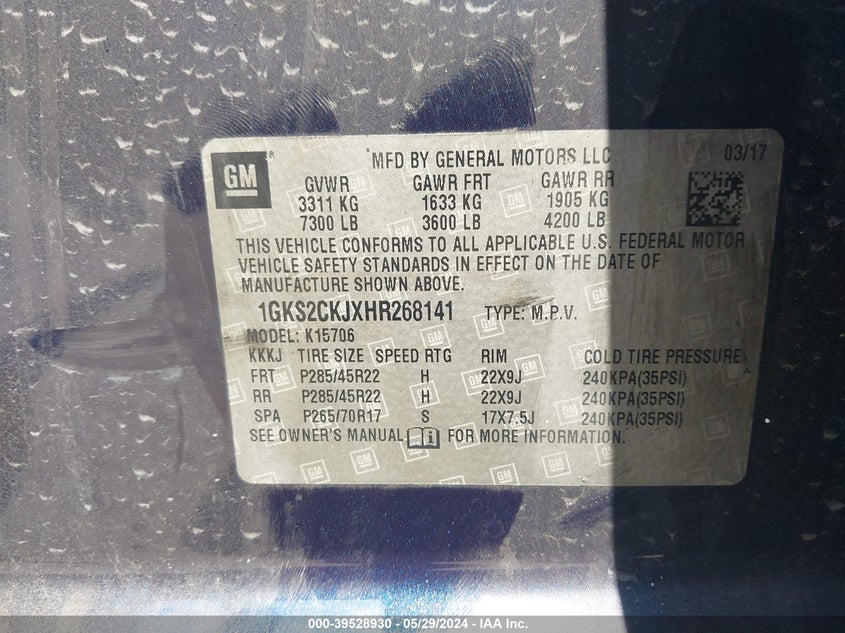 GM
*MFD BY GENERAL MOTORS LLC 03/17
GVWR GAWR FRT GAWR RR
3311 KG 1633 KG 1905 KG
7300 LB 3600 LB 4200 LB
THIS VEHICLE CONFORMS TO ALL APPLICABLE U.S. FEDERAL MOTOR
VEHICLE SAFETY STANDARDS IN EFFECT ON THE DATE OF
MANUFACTURE SHOWN ABOVE.
1GKS2CKJXHR268141 TYPE: M.P.V.
MODEL: K15706
KKKJ TIRE SIZE SPEED RTG RIM COLD TIRE PRESSURE
FRT P285/45R22 H 22X9J 240KPA(35PSI)
RR P285/45R22 H 22X9J 240KPA(35PSI)
SPA P265/70R17 S 17X7.5J 240KPA(35PSI)
SEE OWNER'S MANUAL FOR MORE INFORMATION.
000-39528930 - 05/29/2024 - IAA Inc.